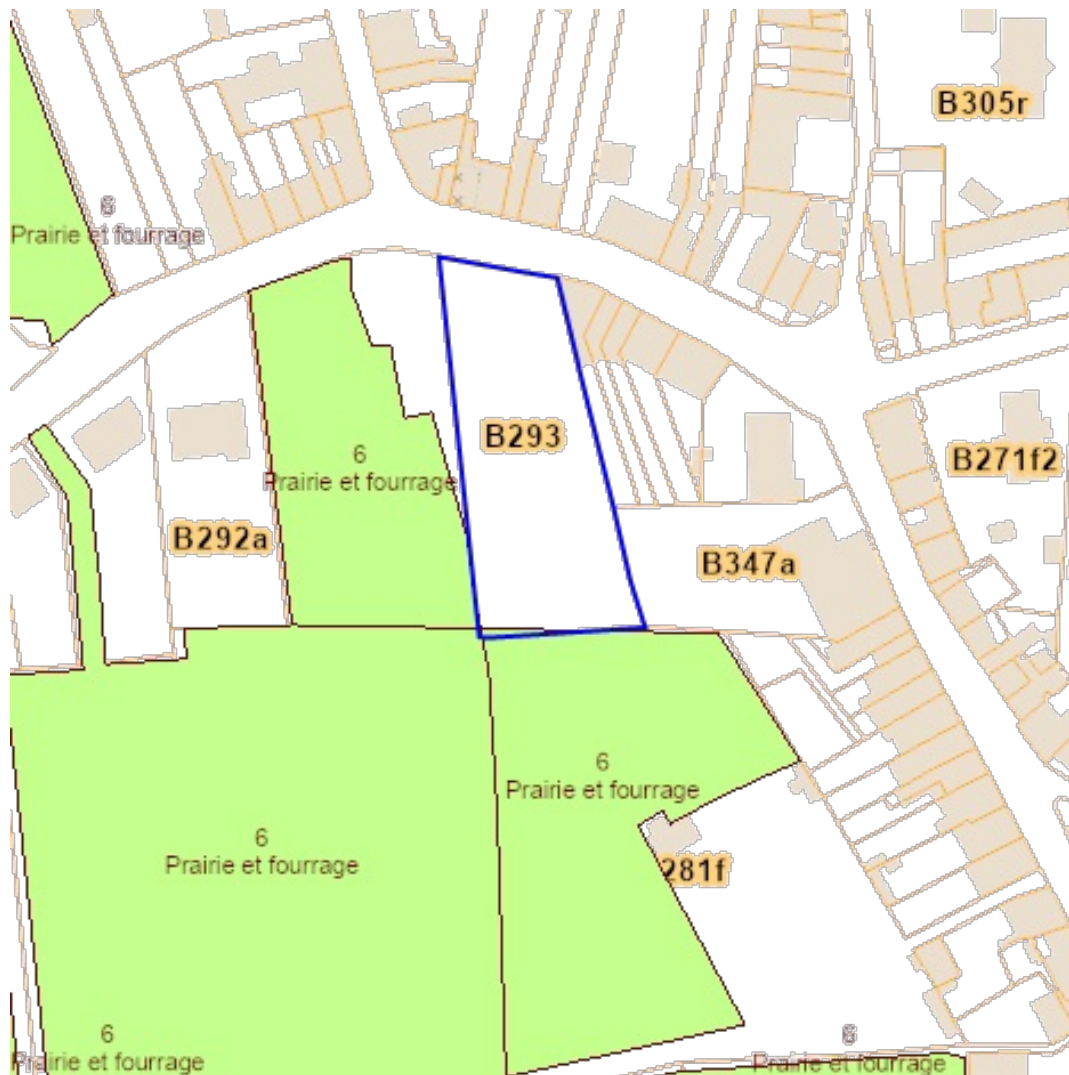 B305r
6
Prairie et fourrage
B293
6
Prairie et fourrage
B271f2
B292a
B347a
6
Prairie et fourrage
6
Prairie et fourrage
281f
6
Prairie et fourrage
6
Prairie et fourrage